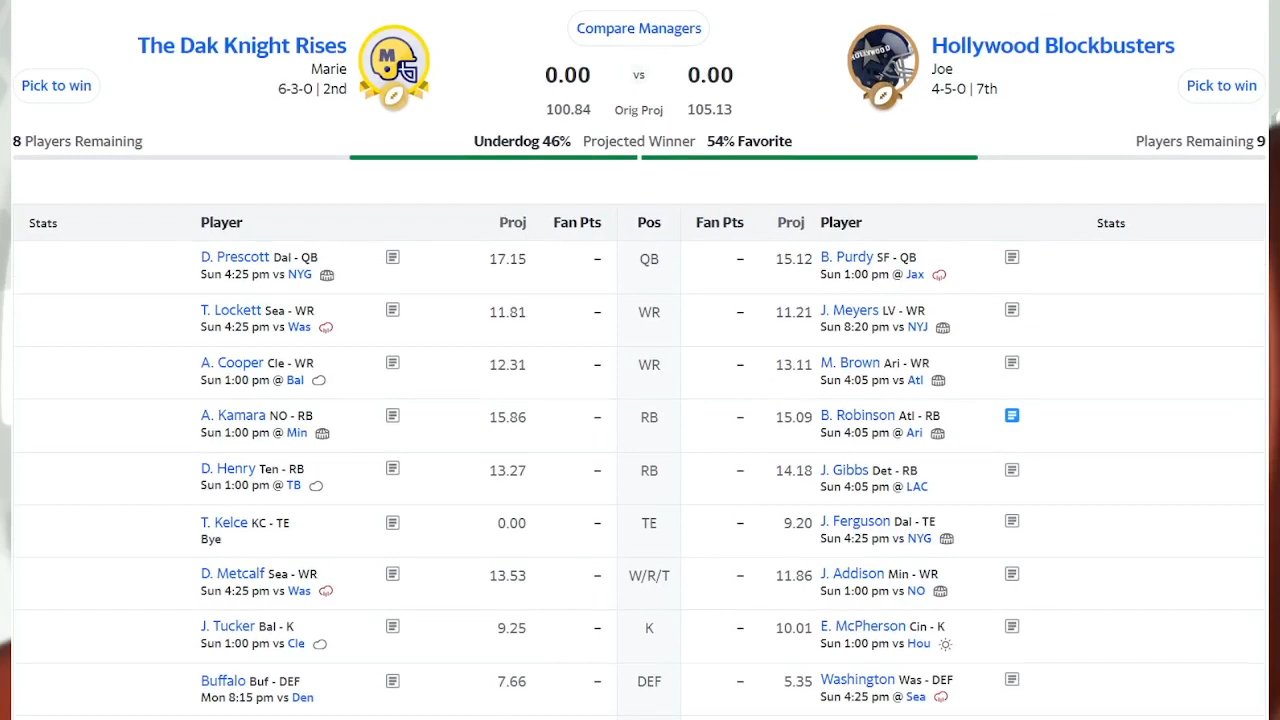 Compare Managers
The Dak Knight Rises
Marie
6-3-0 | 2nd
Pick to win
M
0.00 vs 0.00
100.84 Orig Proj 105.13
HOLLYWOOD
Hollywood Blockbusters
Joe
4-5-0 | 7th
Pick to win
8 Players Remaining
Underdog 46% Projected Winner 54% Favorite
Players Remaining 9
Stats Player Proj Fan Pts Pos Fan Pts Proj Player Stats
D. Prescott Dal - QB 17.15 – QB – 15.12 B. Purdy SF - QB
Sun 4:25 pm vs NYG Sun 1:00 pm @ Jax
T. Lockett Sea - WR 11.81 – WR – 11.21 J. Meyers LV - WR
Sun 4:25 pm vs Was Sun 8:20 pm vs NYJ
A. Cooper Cle - WR 12.31 – WR – 13.11 M. Brown Ari - WR
Sun 1:00 pm @ Bal Sun 4:05 pm vs Atl
A. Kamara NO - RB 15.86 – RB – 15.09 B. Robinson Atl - RB
Sun 1:00 pm @ Min Sun 4:05 pm @ Ari
D. Henry Ten - RB 13.27 – RB – 14.18 J. Gibbs Det - RB
Sun 1:00 pm @ TB Sun 4:05 pm @ LAC
T. Kelce KC - TE 0.00 – TE – 9.20 J. Ferguson Dal - TE
Bye Sun 4:25 pm vs NYG
D. Metcalf Sea - WR 13.53 – W/R/T – 11.86 J. Addison Min - WR
Sun 4:25 pm vs Was Sun 1:00 pm vs NO
J. Tucker Bal - K 9.25 – K – 10.01 E. McPherson Cin - K
Sun 1:00 pm vs Cle Sun 1:00 pm vs Hou
Buffalo Buf - DEF 7.66 – DEF – 5.35 Washington Was - DEF
Mon 8:15 pm vs Den Sun 4:25 pm @ Sea